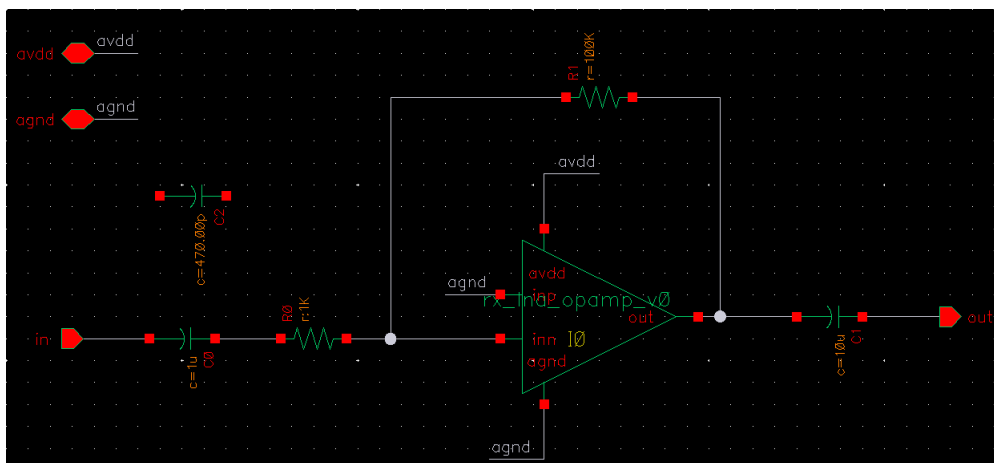 avdd
avdd
agnd
agnd
R1
r=100K
avdd
C2
c=470.00p
agnd
avdd
inp
rx_lna_opamp_v0
out
in
c=1u
C0
R0
r:1K
inn
I0
agnd
c=10u
C1
out
agnd